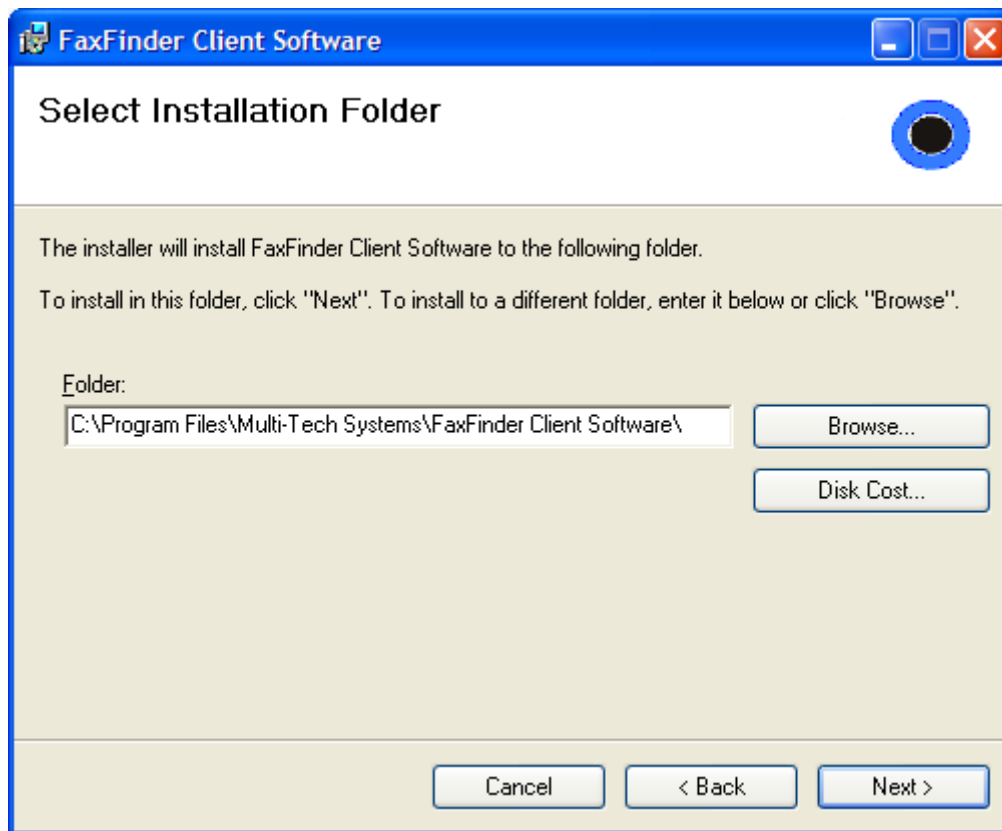 FaxFinder Client Software
Select Installation Folder
The installer will install FaxFinder Client Software to the following folder.
To install in this folder, click "Next". To install to a different folder, enter it below or click "Browse".
Folder:
C:\Program Files\Multi-Tech Systems\FaxFinder Client Software\
Browse...
Disk Cost...
Cancel
< Back
Next >